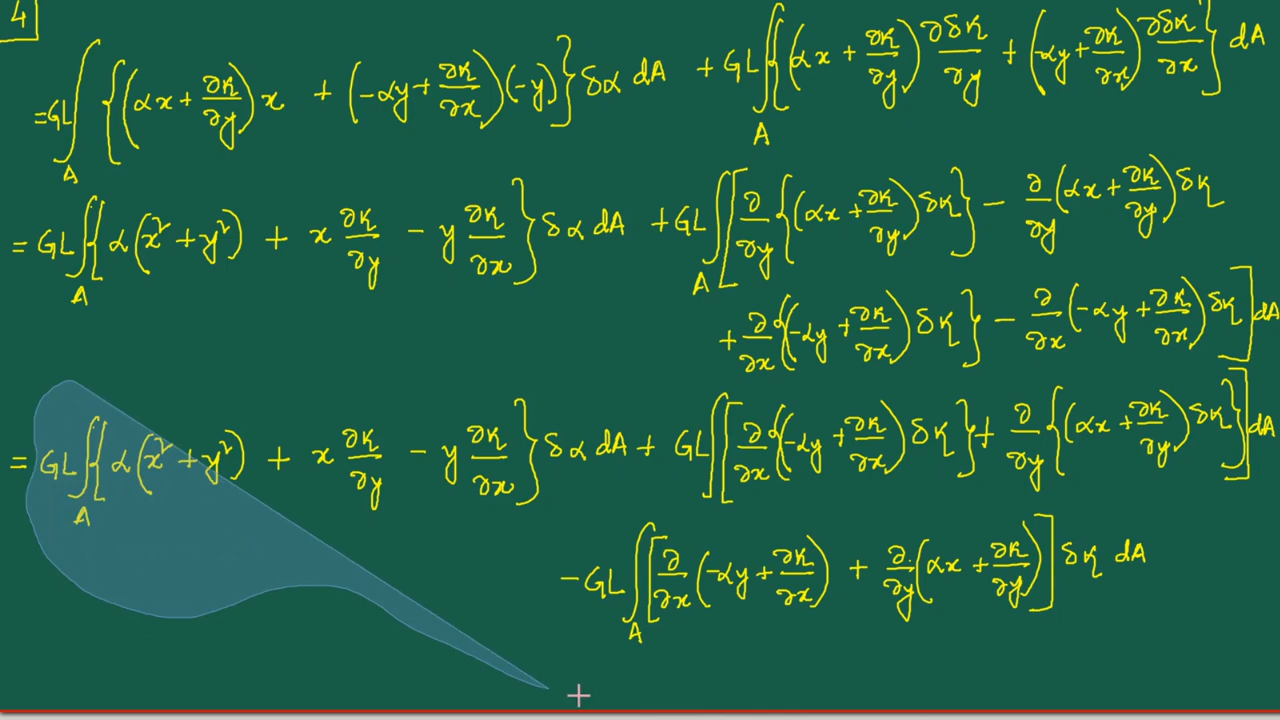 4
= GL ∫_A { (αx + ∂κ/∂y) x + (-αy + ∂κ/∂x)(-y) } δα dA + GL ∫_A { (αx + ∂κ/∂y) ∂δκ/∂y + (-αy + ∂κ/∂x) ∂δκ/∂x } dA
= GL ∫_A { α(x² + y²) + x ∂κ/∂y - y ∂κ/∂x } δα dA + GL ∫_A [ ∂/∂y { (αx + ∂κ/∂y) δκ } - ∂/∂y (αx + ∂κ/∂y) δκ
+ ∂/∂x { (-αy + ∂κ/∂x) δκ } - ∂/∂x (-αy + ∂κ/∂x) δκ ] dA
= GL ∫_A { α(x² + y²) + x ∂κ/∂y - y ∂κ/∂x } δα dA + GL ∫ [ ∂/∂x { (-αy + ∂κ/∂x) δκ } + ∂/∂y { (αx + ∂κ/∂y) δκ } ] dA
- GL ∫_A [ ∂/∂x (-αy + ∂κ/∂x) + ∂/∂y (αx + ∂κ/∂y) ] δκ dA